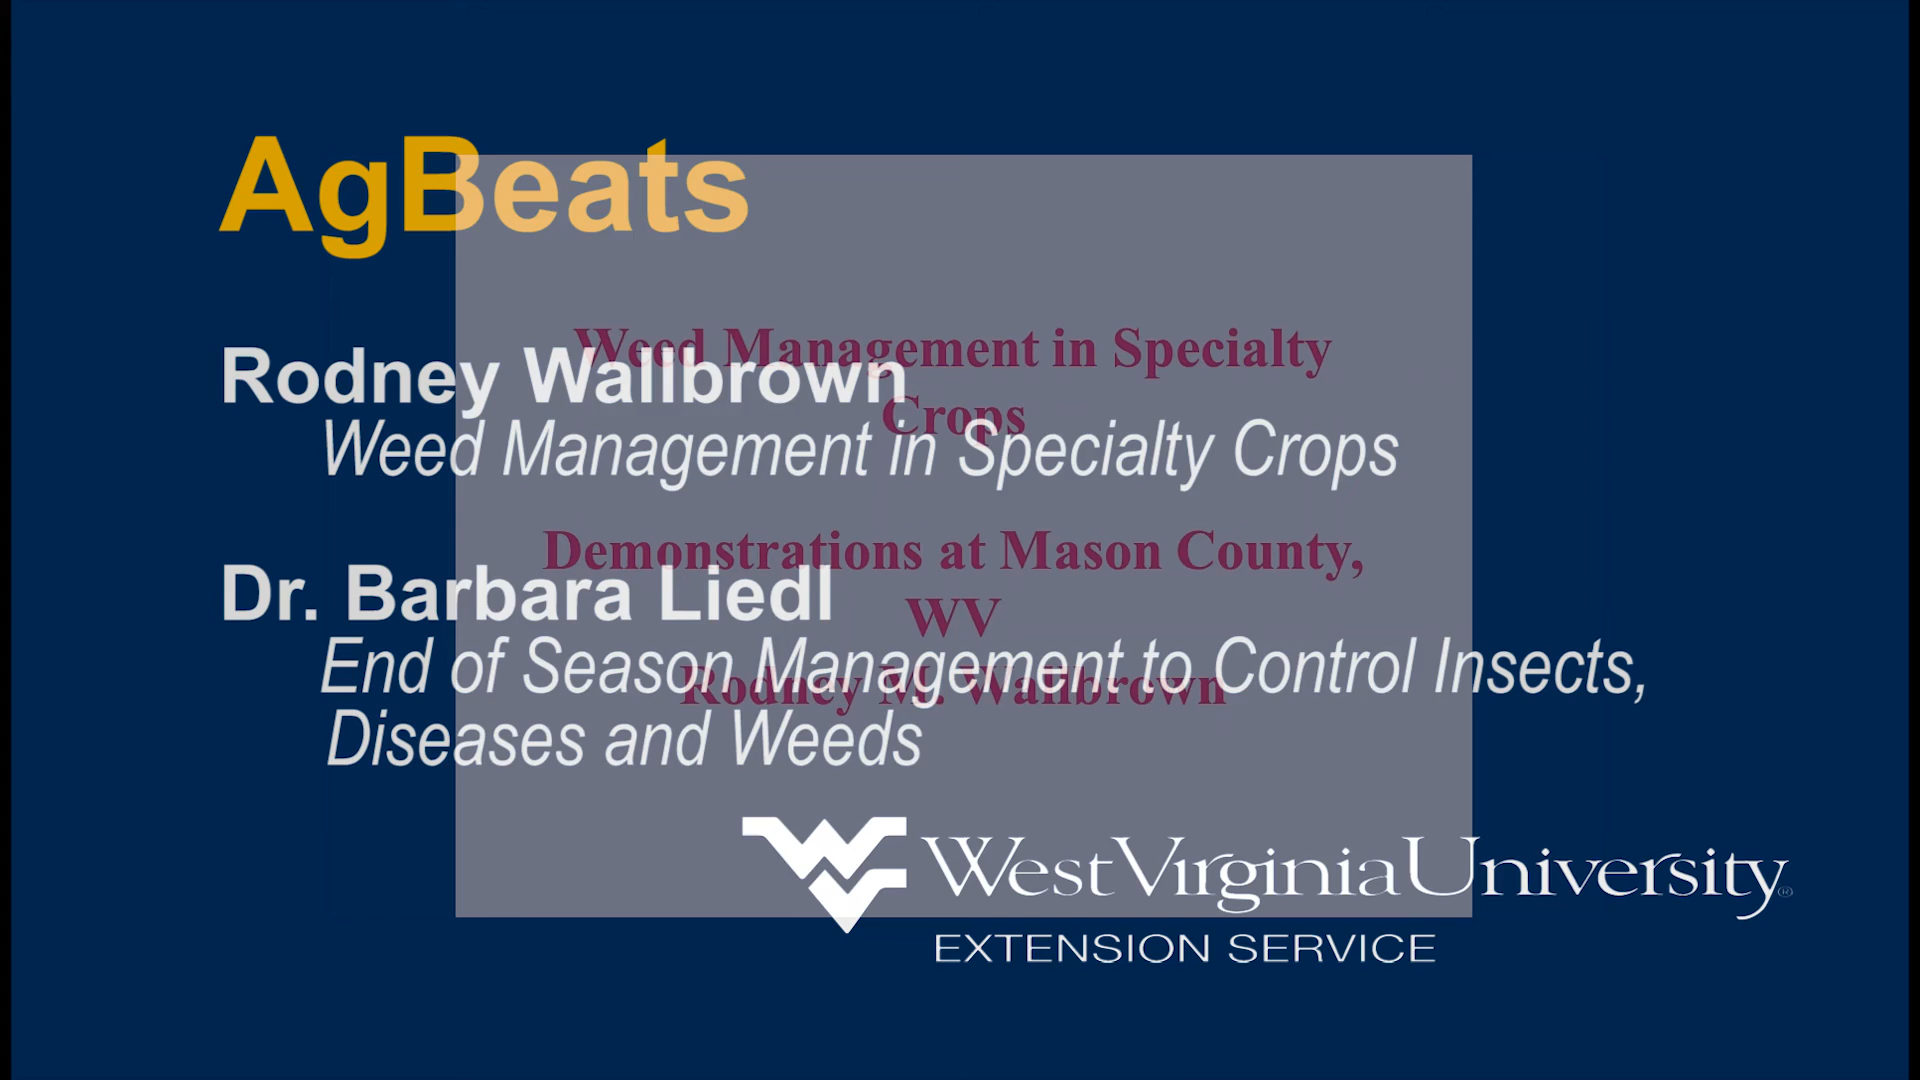 AgBeats
Rodney Wallbrown
Weed Management in Specialty Crops
Dr. Barbara Liedl
End of Season Management to Control Insects,
Diseases and Weeds
Weed Management in Specialty
Crops
Demonstrations at Mason County,
WV
Rodney M. Wallbrown
West Virginia University®
EXTENSION SERVICE